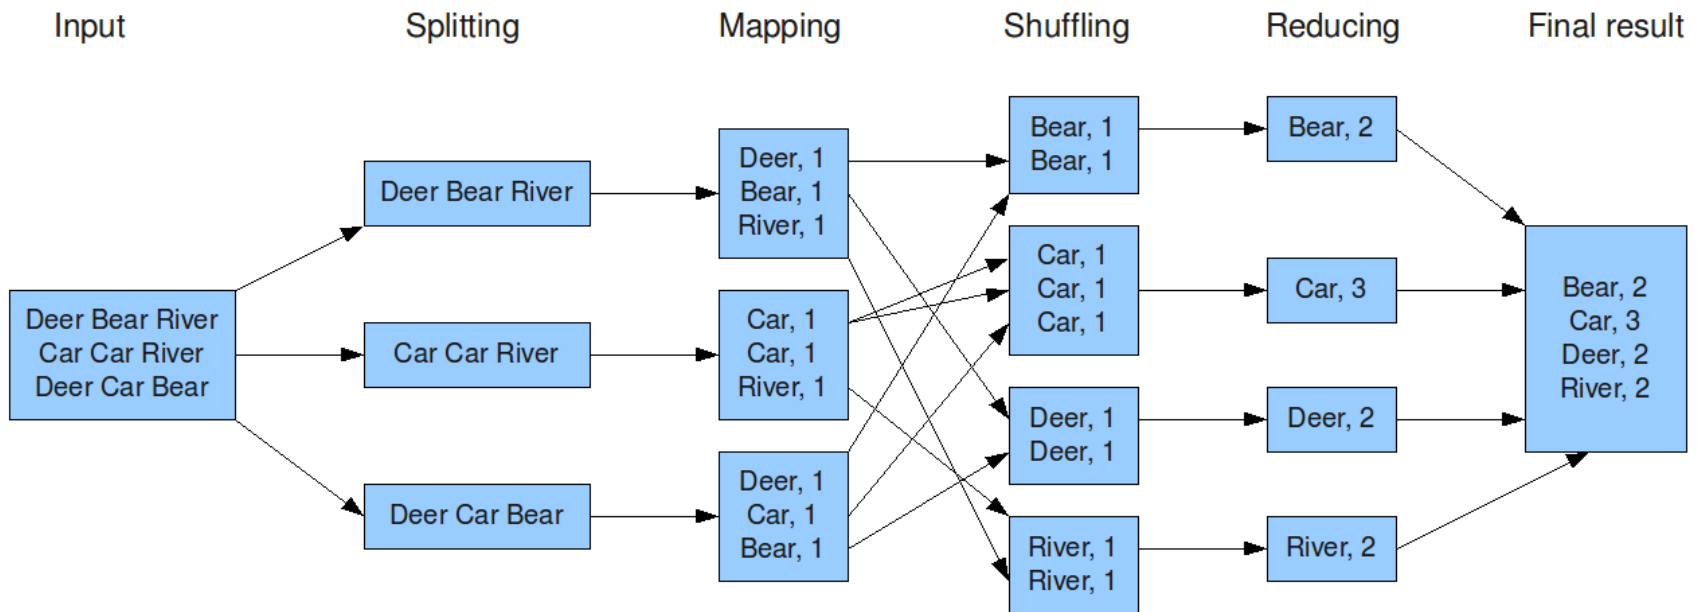 Input
Splitting
Mapping
Shuffling
Reducing
Final result
Deer Bear River
Car Car River
Deer Car Bear
Deer Bear River
Car Car River
Deer Car Bear
Deer, 1
Bear, 1
River, 1
Car, 1
Car, 1
River, 1
Deer, 1
Car, 1
Bear, 1
Bear, 1
Bear, 1
Car, 1
Car, 1
Car, 1
Deer, 1
Deer, 1
River, 1
River, 1
Bear, 2
Car, 3
Deer, 2
River, 2
Bear, 2
Car, 3
Deer, 2
River, 2